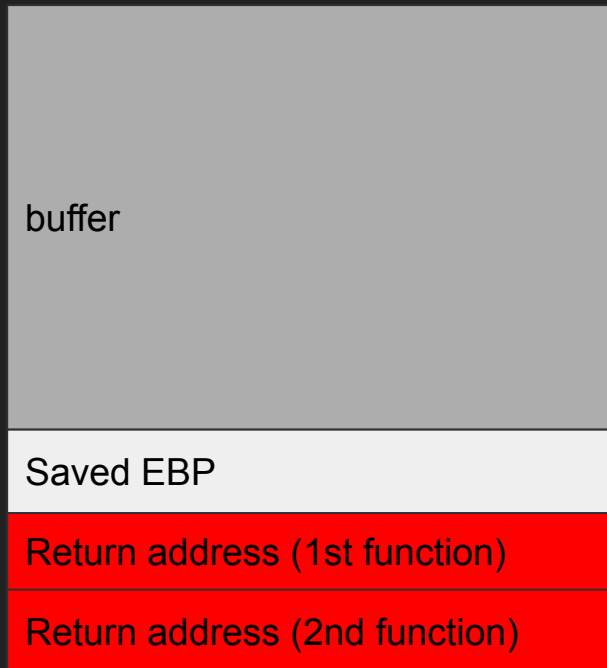 buffer
Saved EBP
Return address (1st function)
Return address (2nd function)